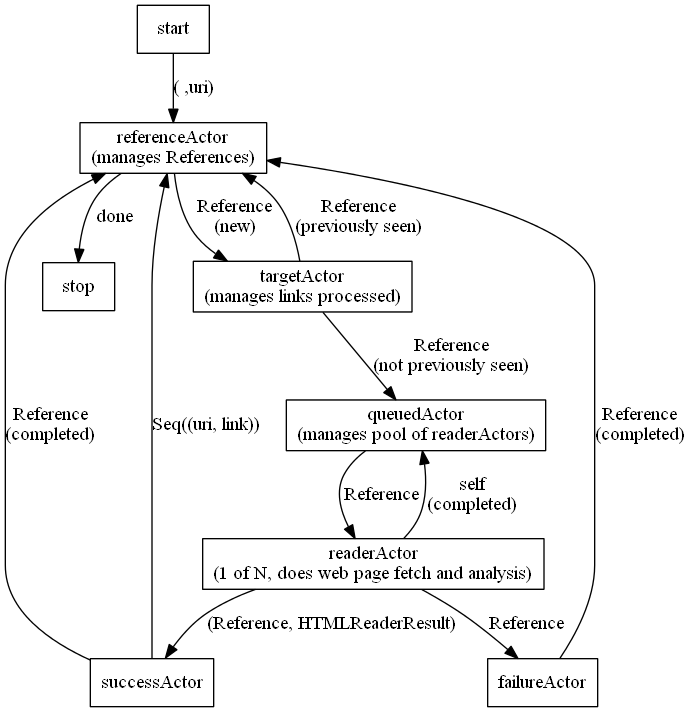 start
( ,uri)
referenceActor
(manages References)
done
Reference
(new)
Reference
(previously seen)
stop
targetActor
(manages links processed)
Reference
(not previously seen)
Reference
(completed)
Seq((uri, link))
queuedActor
(manages pool of readerActors)
Reference
(completed)
Reference
self
(completed)
readerActor
(1 of N, does web page fetch and analysis)
(Reference, HTMLReaderResult)
Reference
successActor
failureActor